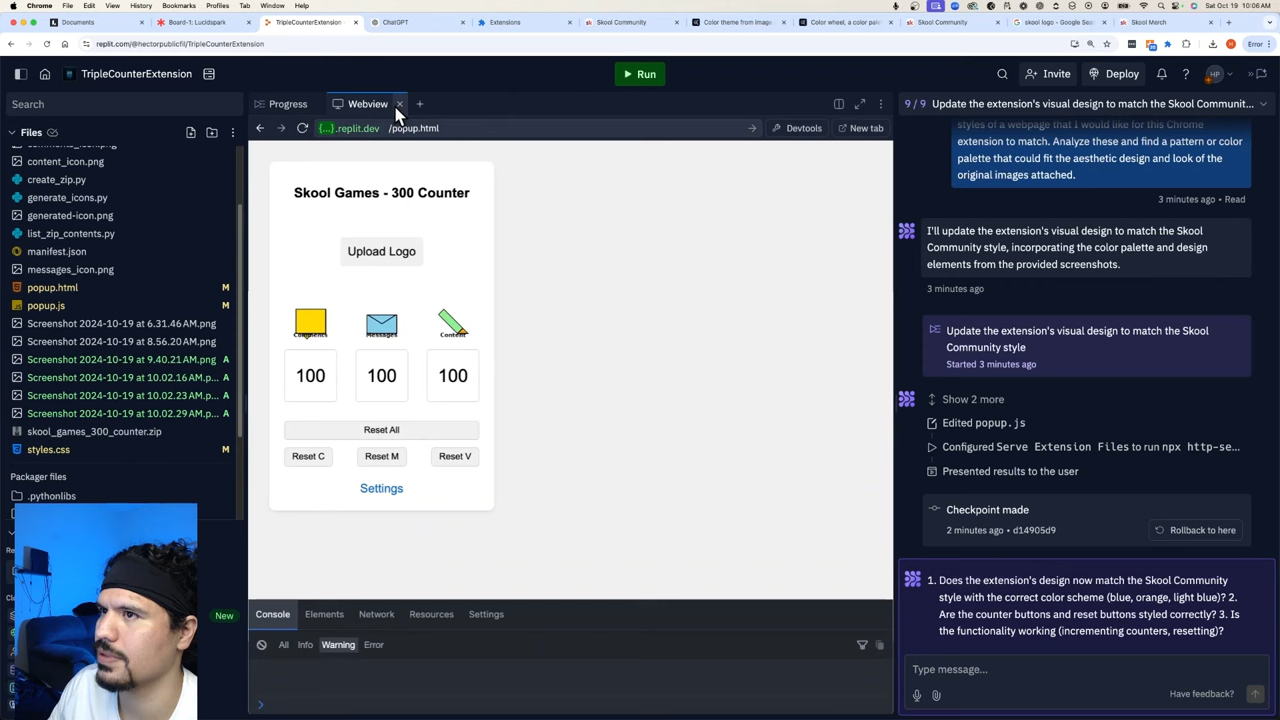 Chrome File Edit View History Bookmarks Profiles Tab Window Help Sat Oct 19 10:06 AM
Documents Board-1: Lucidspark TripleCounterExtension ChatGPT Extensions Skool Community Color theme from image Color wheel, a color pale Skool Community skool logo - Google Sear Skool Merch
replit.com/@hectorpublicfil/TripleCounterExtension Error
TripleCounterExtension Run Invite Deploy HP
Search
Progress Webview
9 / 9 Update the extension's visual design to match the Skool Communit...
{...}.replit.dev /popup.html Devtools New tab
Files
comments_icon.png
content_icon.png
create_zip.py
generate_icons.py
generated-icon.png
list_zip_contents.py
manifest.json
messages_icon.png
popup.html M
popup.js M
Screenshot 2024-10-19 at 6.31.46 AM.png
Screenshot 2024-10-19 at 8.56.20 AM.png
Screenshot 2024-10-19 at 9.40.21 AM.png A
Screenshot 2024-10-19 at 10.02.16 AM.p... A
Screenshot 2024-10-19 at 10.02.23 AM.p... A
Screenshot 2024-10-19 at 10.02.29 AM.p... A
skool_games_300_counter.zip
styles.css M
Packager files
.pythonlibs
New
Skool Games - 300 Counter
Upload Logo
Comments Messages Content
100 100 100
Reset All
Reset C Reset M Reset V
Settings
Console Elements Network Resources Settings
All Info Warning Error
styles of a webpage that I would like for this Chrome
extension to match. Analyze these and find a pattern or color
palette that could fit the aesthetic design and look of the
original images attached.
3 minutes ago • Read
I'll update the extension's visual design to match the Skool
Community style, incorporating the color palette and design
elements from the provided screenshots.
3 minutes ago
Update the extension's visual design to match the Skool
Community style
Started 3 minutes ago
Show 2 more
Edited popup.js
Configured Serve Extension Files to run npx http-se...
Presented results to the user
Checkpoint made
2 minutes ago • d14905d9 Rollback to here
1. Does the extension's design now match the Skool Community
style with the correct color scheme (blue, orange, light blue)? 2.
Are the counter buttons and reset buttons styled correctly? 3. Is
the functionality working (incrementing counters, resetting)?
Type message...
Have feedback?